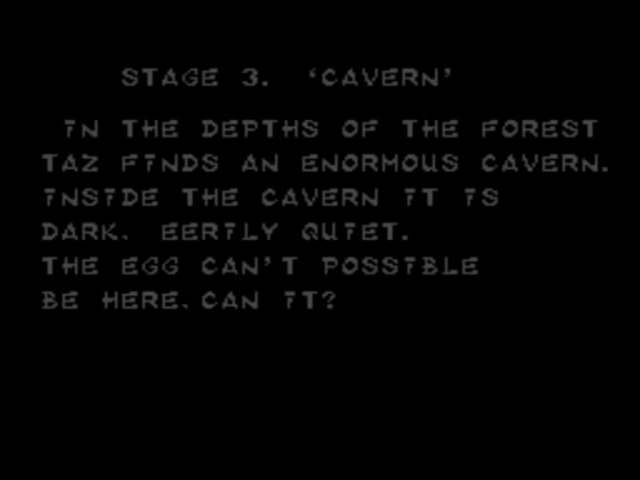 STAGE 3. 'CAVERN'
IN THE DEPTHS OF THE FOREST
TAZ FINDS AN ENORMOUS CAVERN.
INSIDE THE CAVERN IT IS
DARK. EERILY QUIET.
THE EGG CAN'T POSSIBLE
BE HERE.CAN IT?